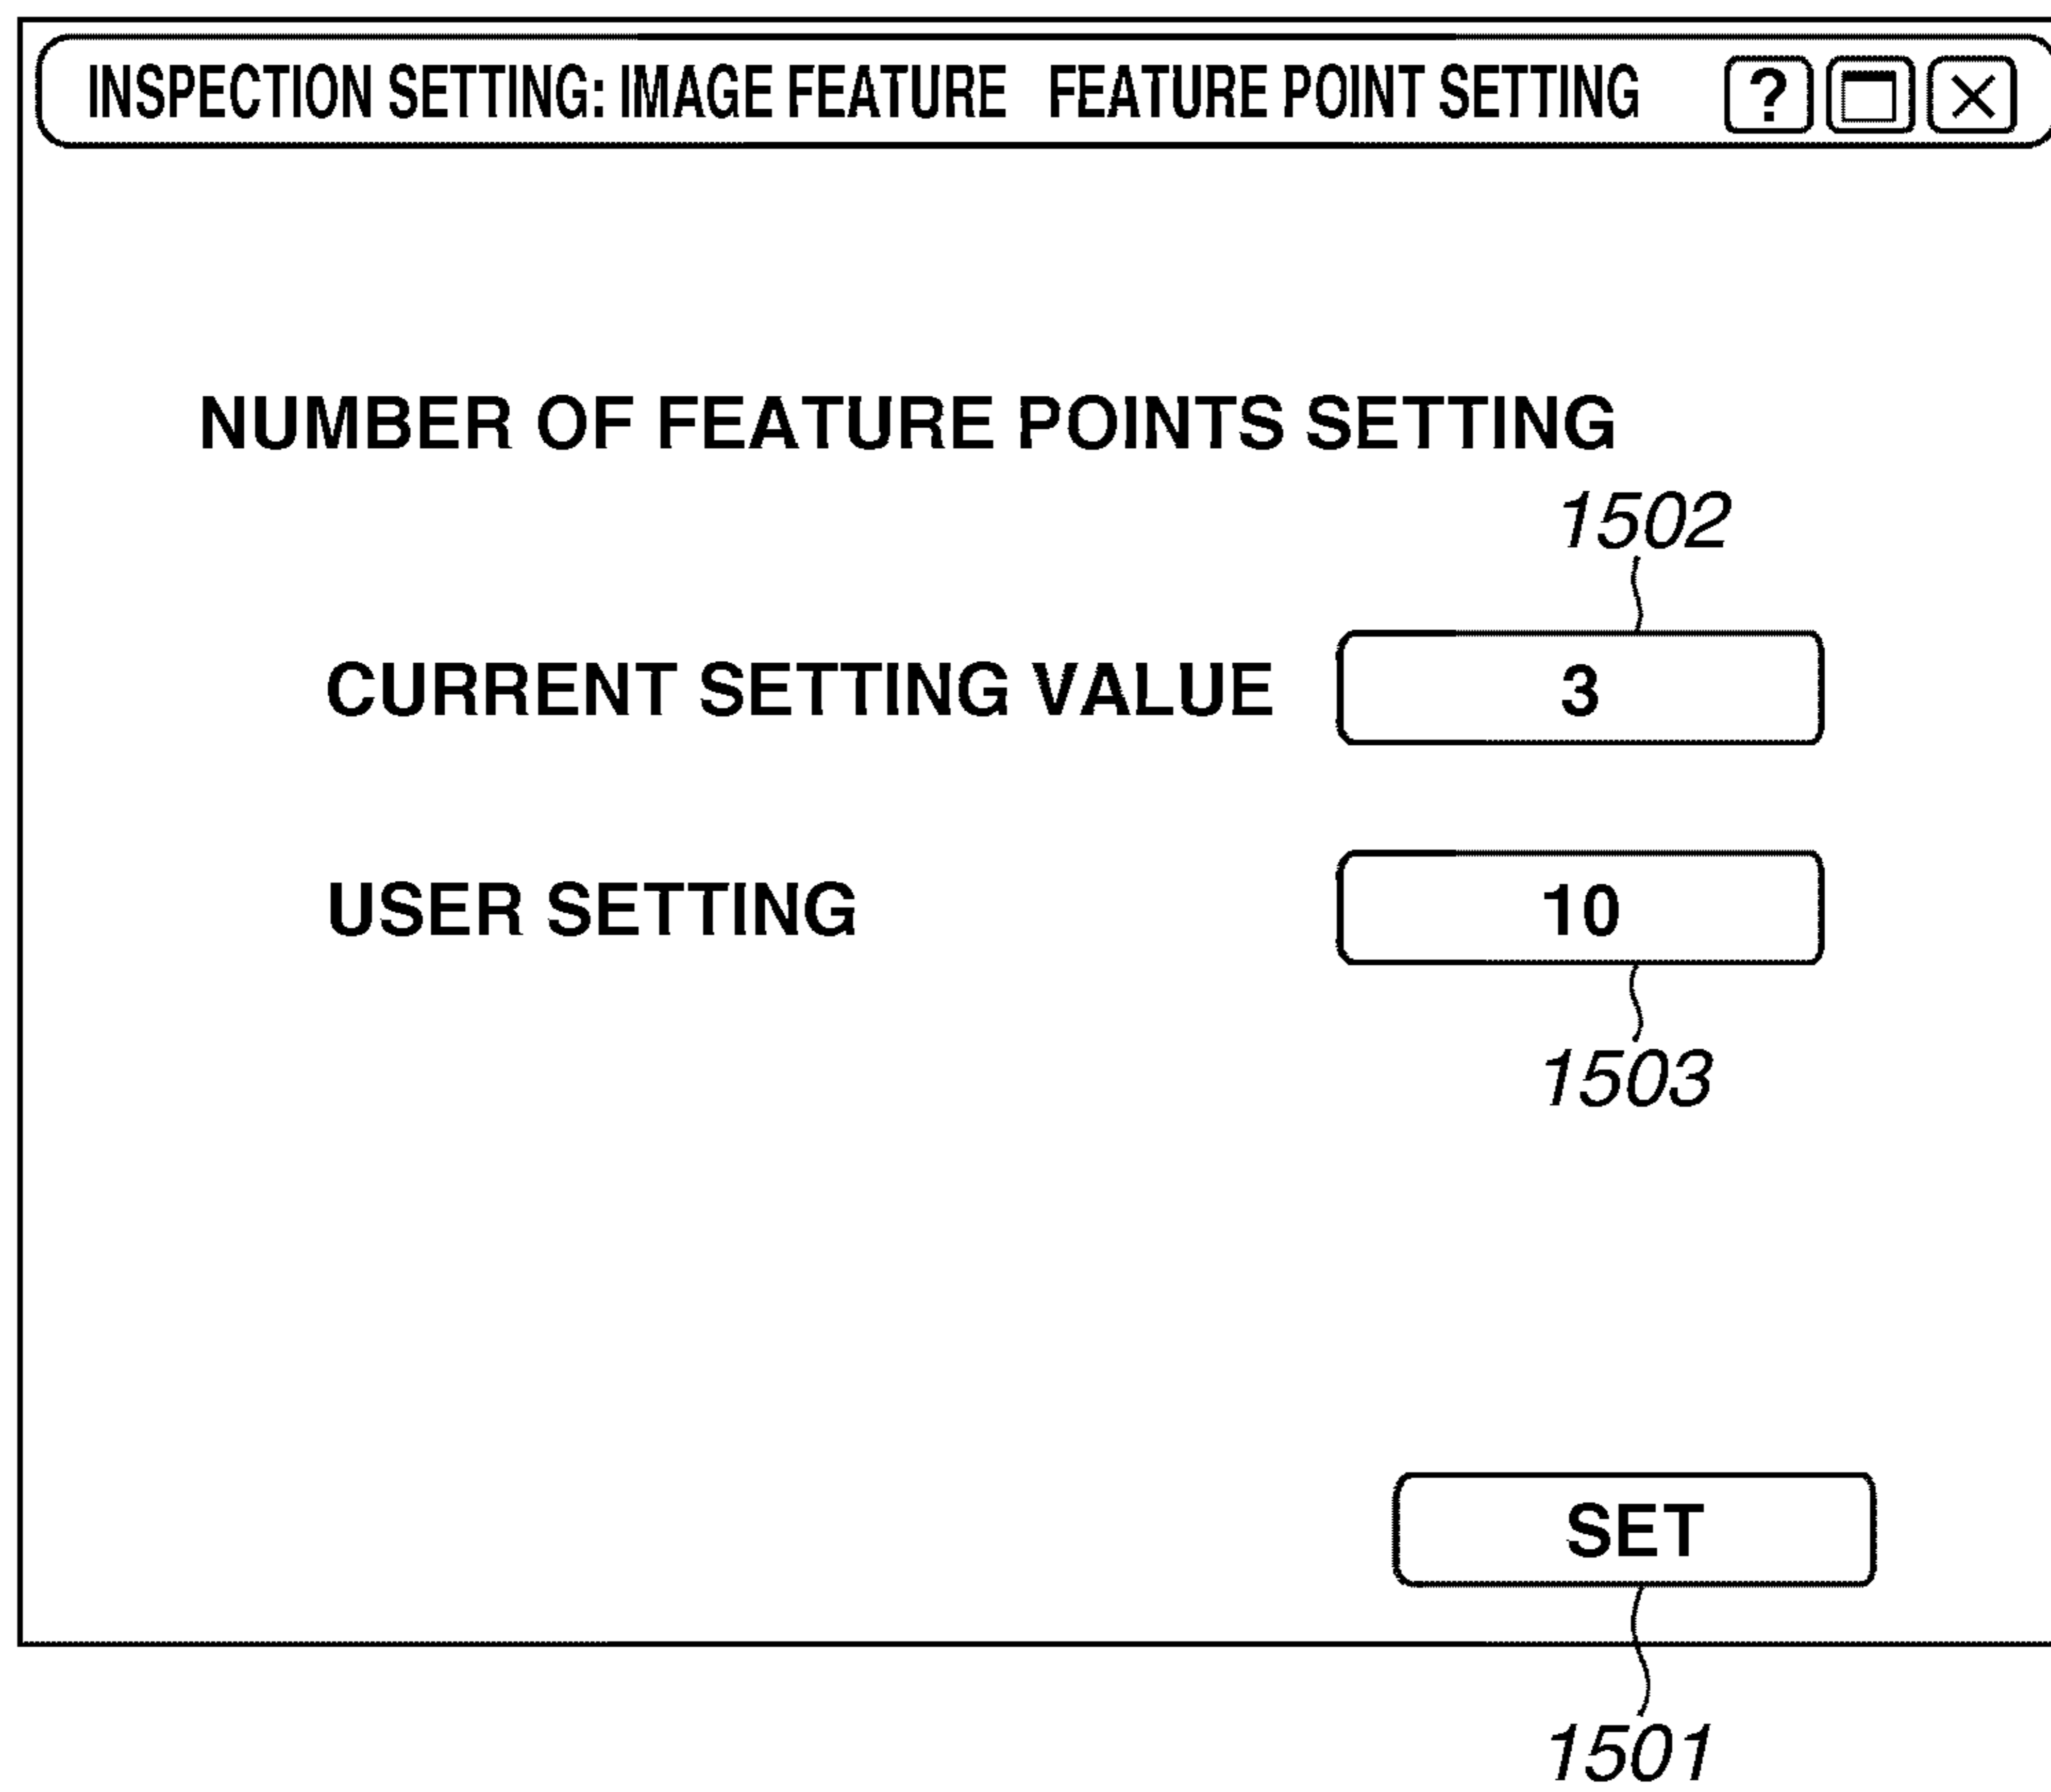 INSPECTION SETTING: IMAGE FEATURE FEATURE POINT SETTING ?
NUMBER OF FEATURE POINTS SETTING
1502
CURRENT SETTING VALUE 3
USER SETTING 10
1503
SET
1501